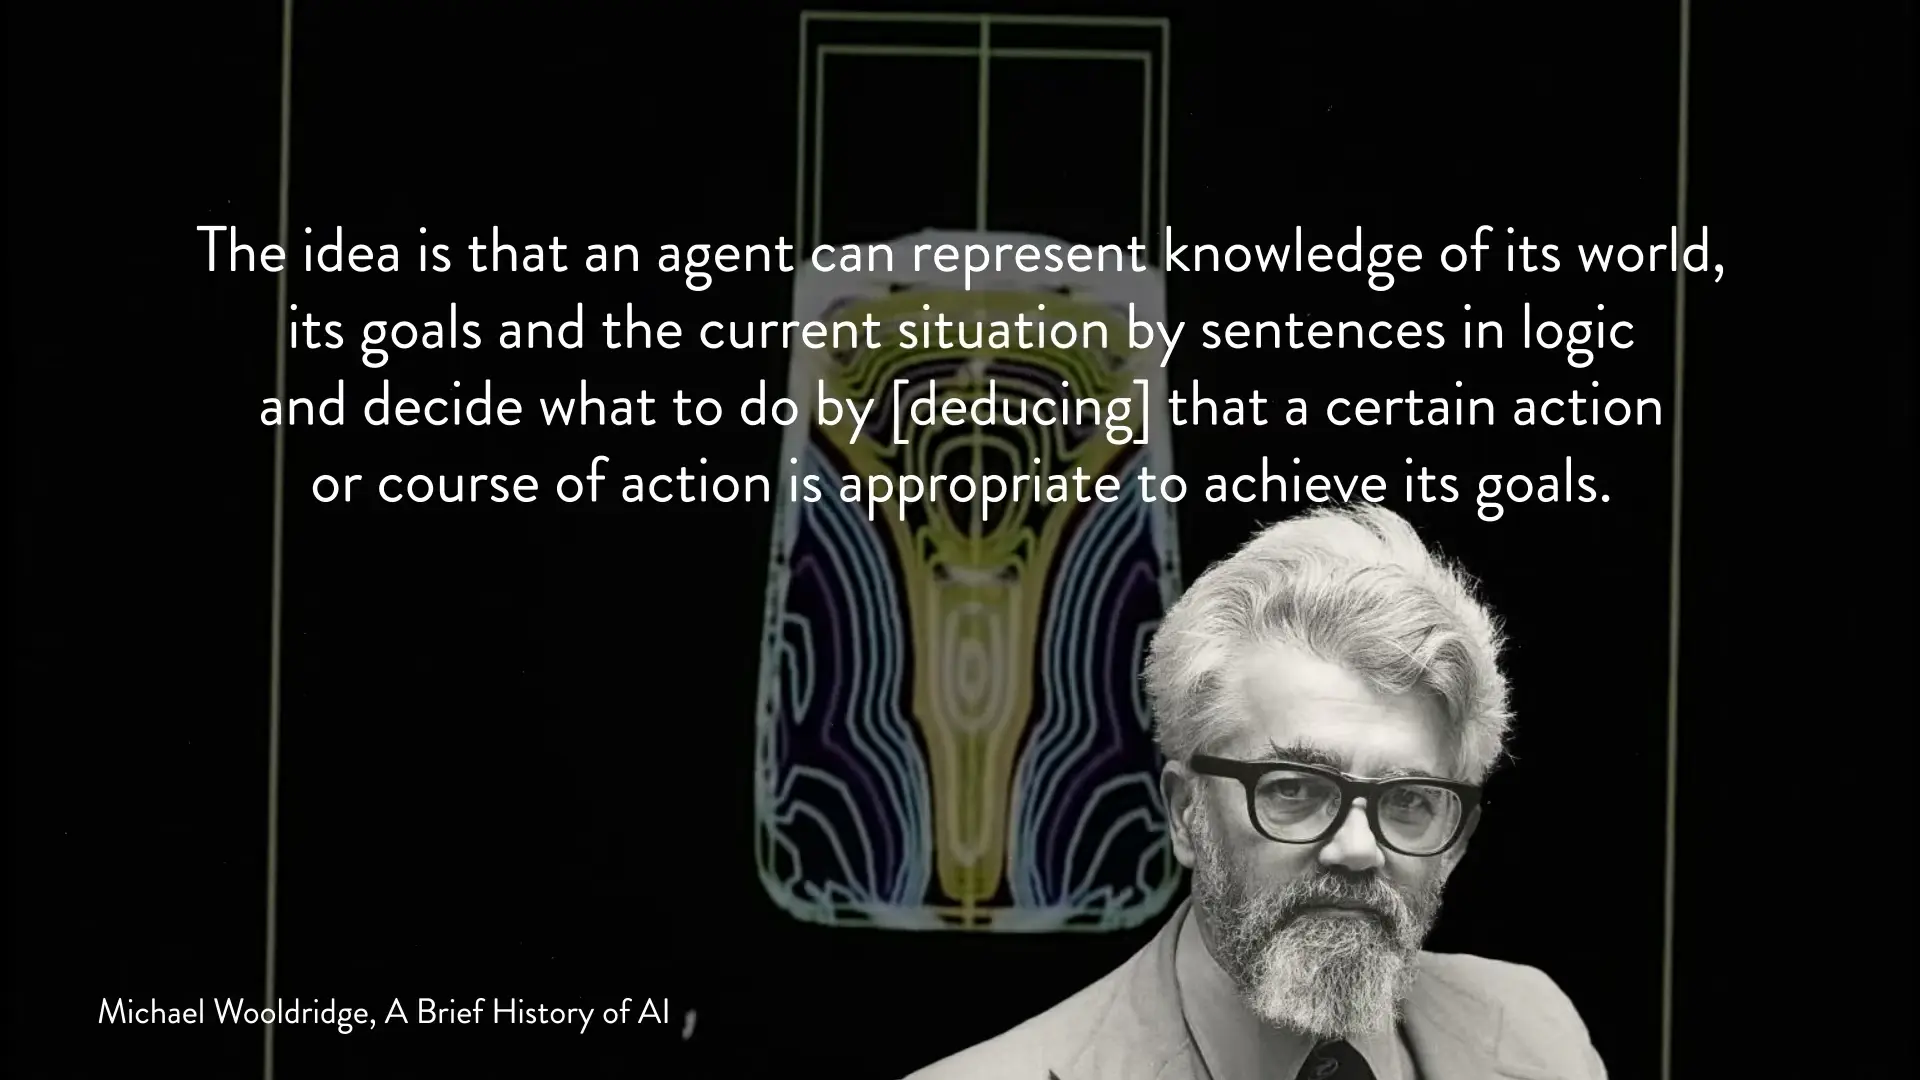 The idea is that an agent can represent knowledge of its world,
its goals and the current situation by sentences in logic
and decide what to do by [deducing] that a certain action
or course of action is appropriate to achieve its goals.
Michael Wooldridge, A Brief History of AI